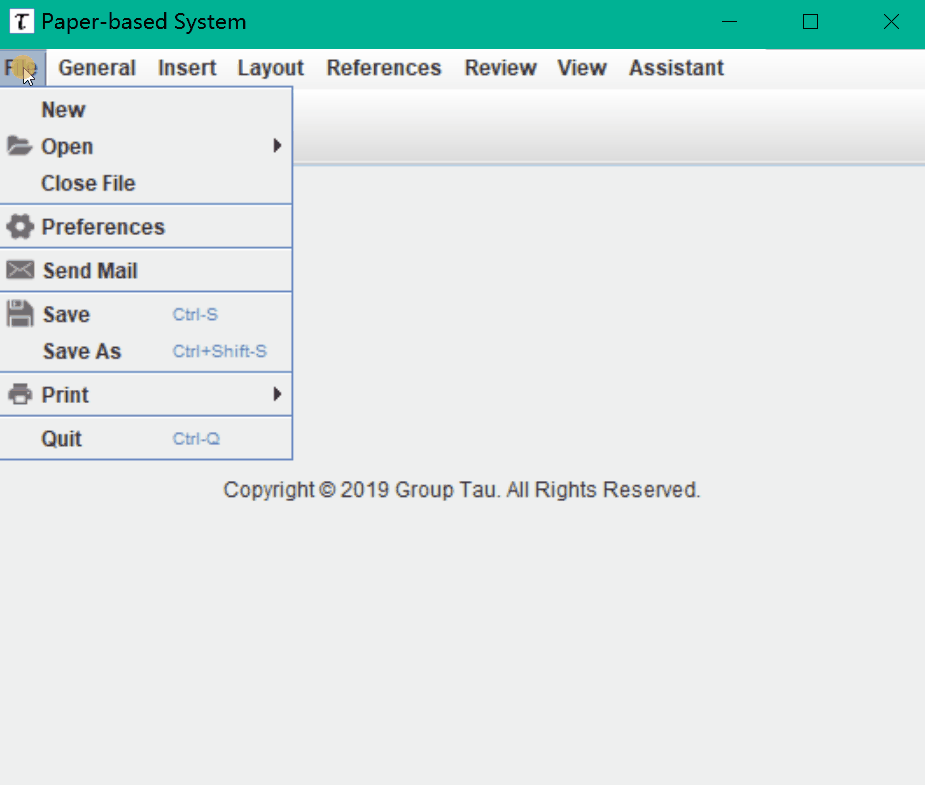 τ Paper-based System
File General Insert Layout References Review View Assistant
New
Open
Close File
Preferences
Send Mail
Save Ctrl-S
Save As Ctrl+Shift-S
Print
Quit Ctrl-Q
Copyright © 2019 Group Tau. All Rights Reserved.